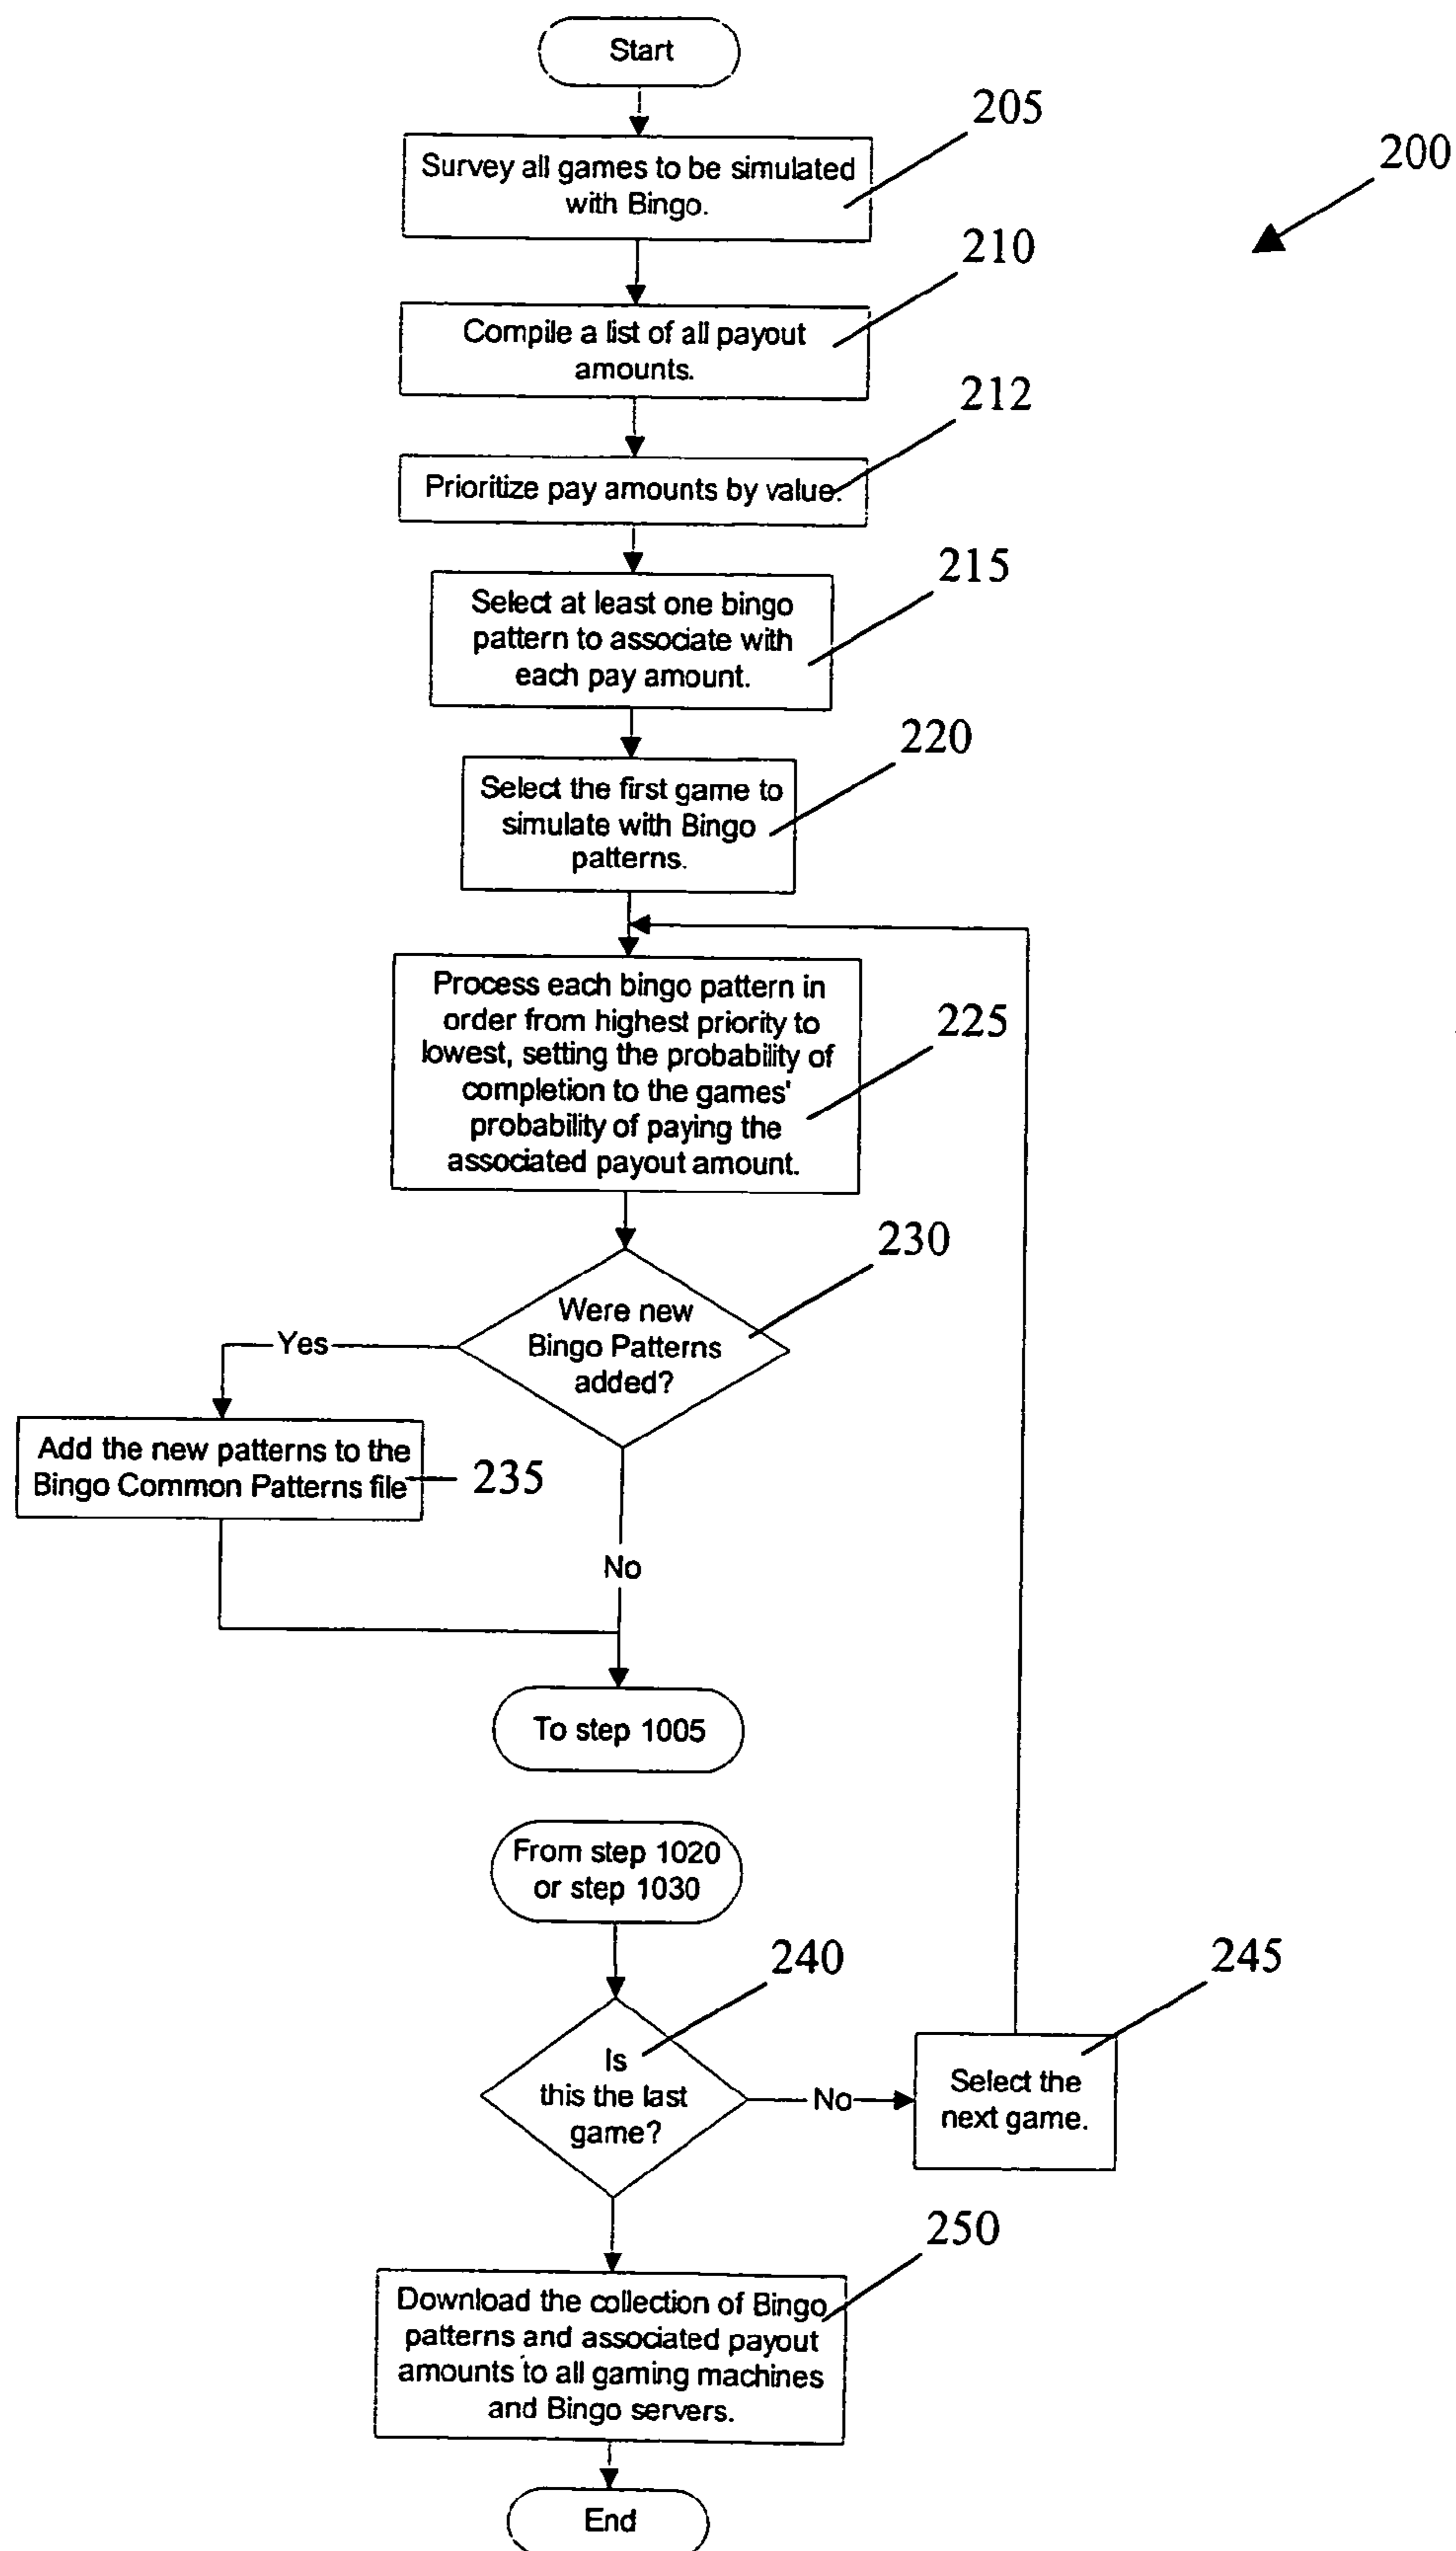 Start
205
200
Survey all games to be simulated
with Bingo.
210
Compile a list of all payout
amounts.
212
Prioritize pay amounts by value.
215
Select at least one bingo
pattern to associate with
each pay amount.
220
Select the first game to
simulate with Bingo
patterns.
225
Process each bingo pattern in
order from highest priority to
lowest, setting the probability of
completion to the games'
probability of paying the
associated payout amount.
230
Were new
Bingo Patterns
added?
Yes
Add the new patterns to the
Bingo Common Patterns file
235
No
To step 1005
From step 1020
or step 1030
240
Is
this the last
game?
No
245
Select the
next game.
250
Download the collection of Bingo
patterns and associated payout
amounts to all gaming machines
and Bingo servers.
End